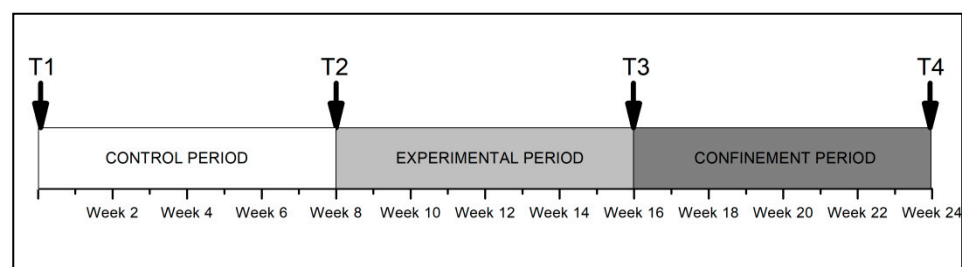 T1 T2 T3 T4
CONTROL PERIOD EXPERIMENTAL PERIOD CONFINEMENT PERIOD
Week 2 Week 4 Week 6 Week 8 Week 10 Week 12 Week 14 Week 16 Week 18 Week 20 Week 22 Week 24